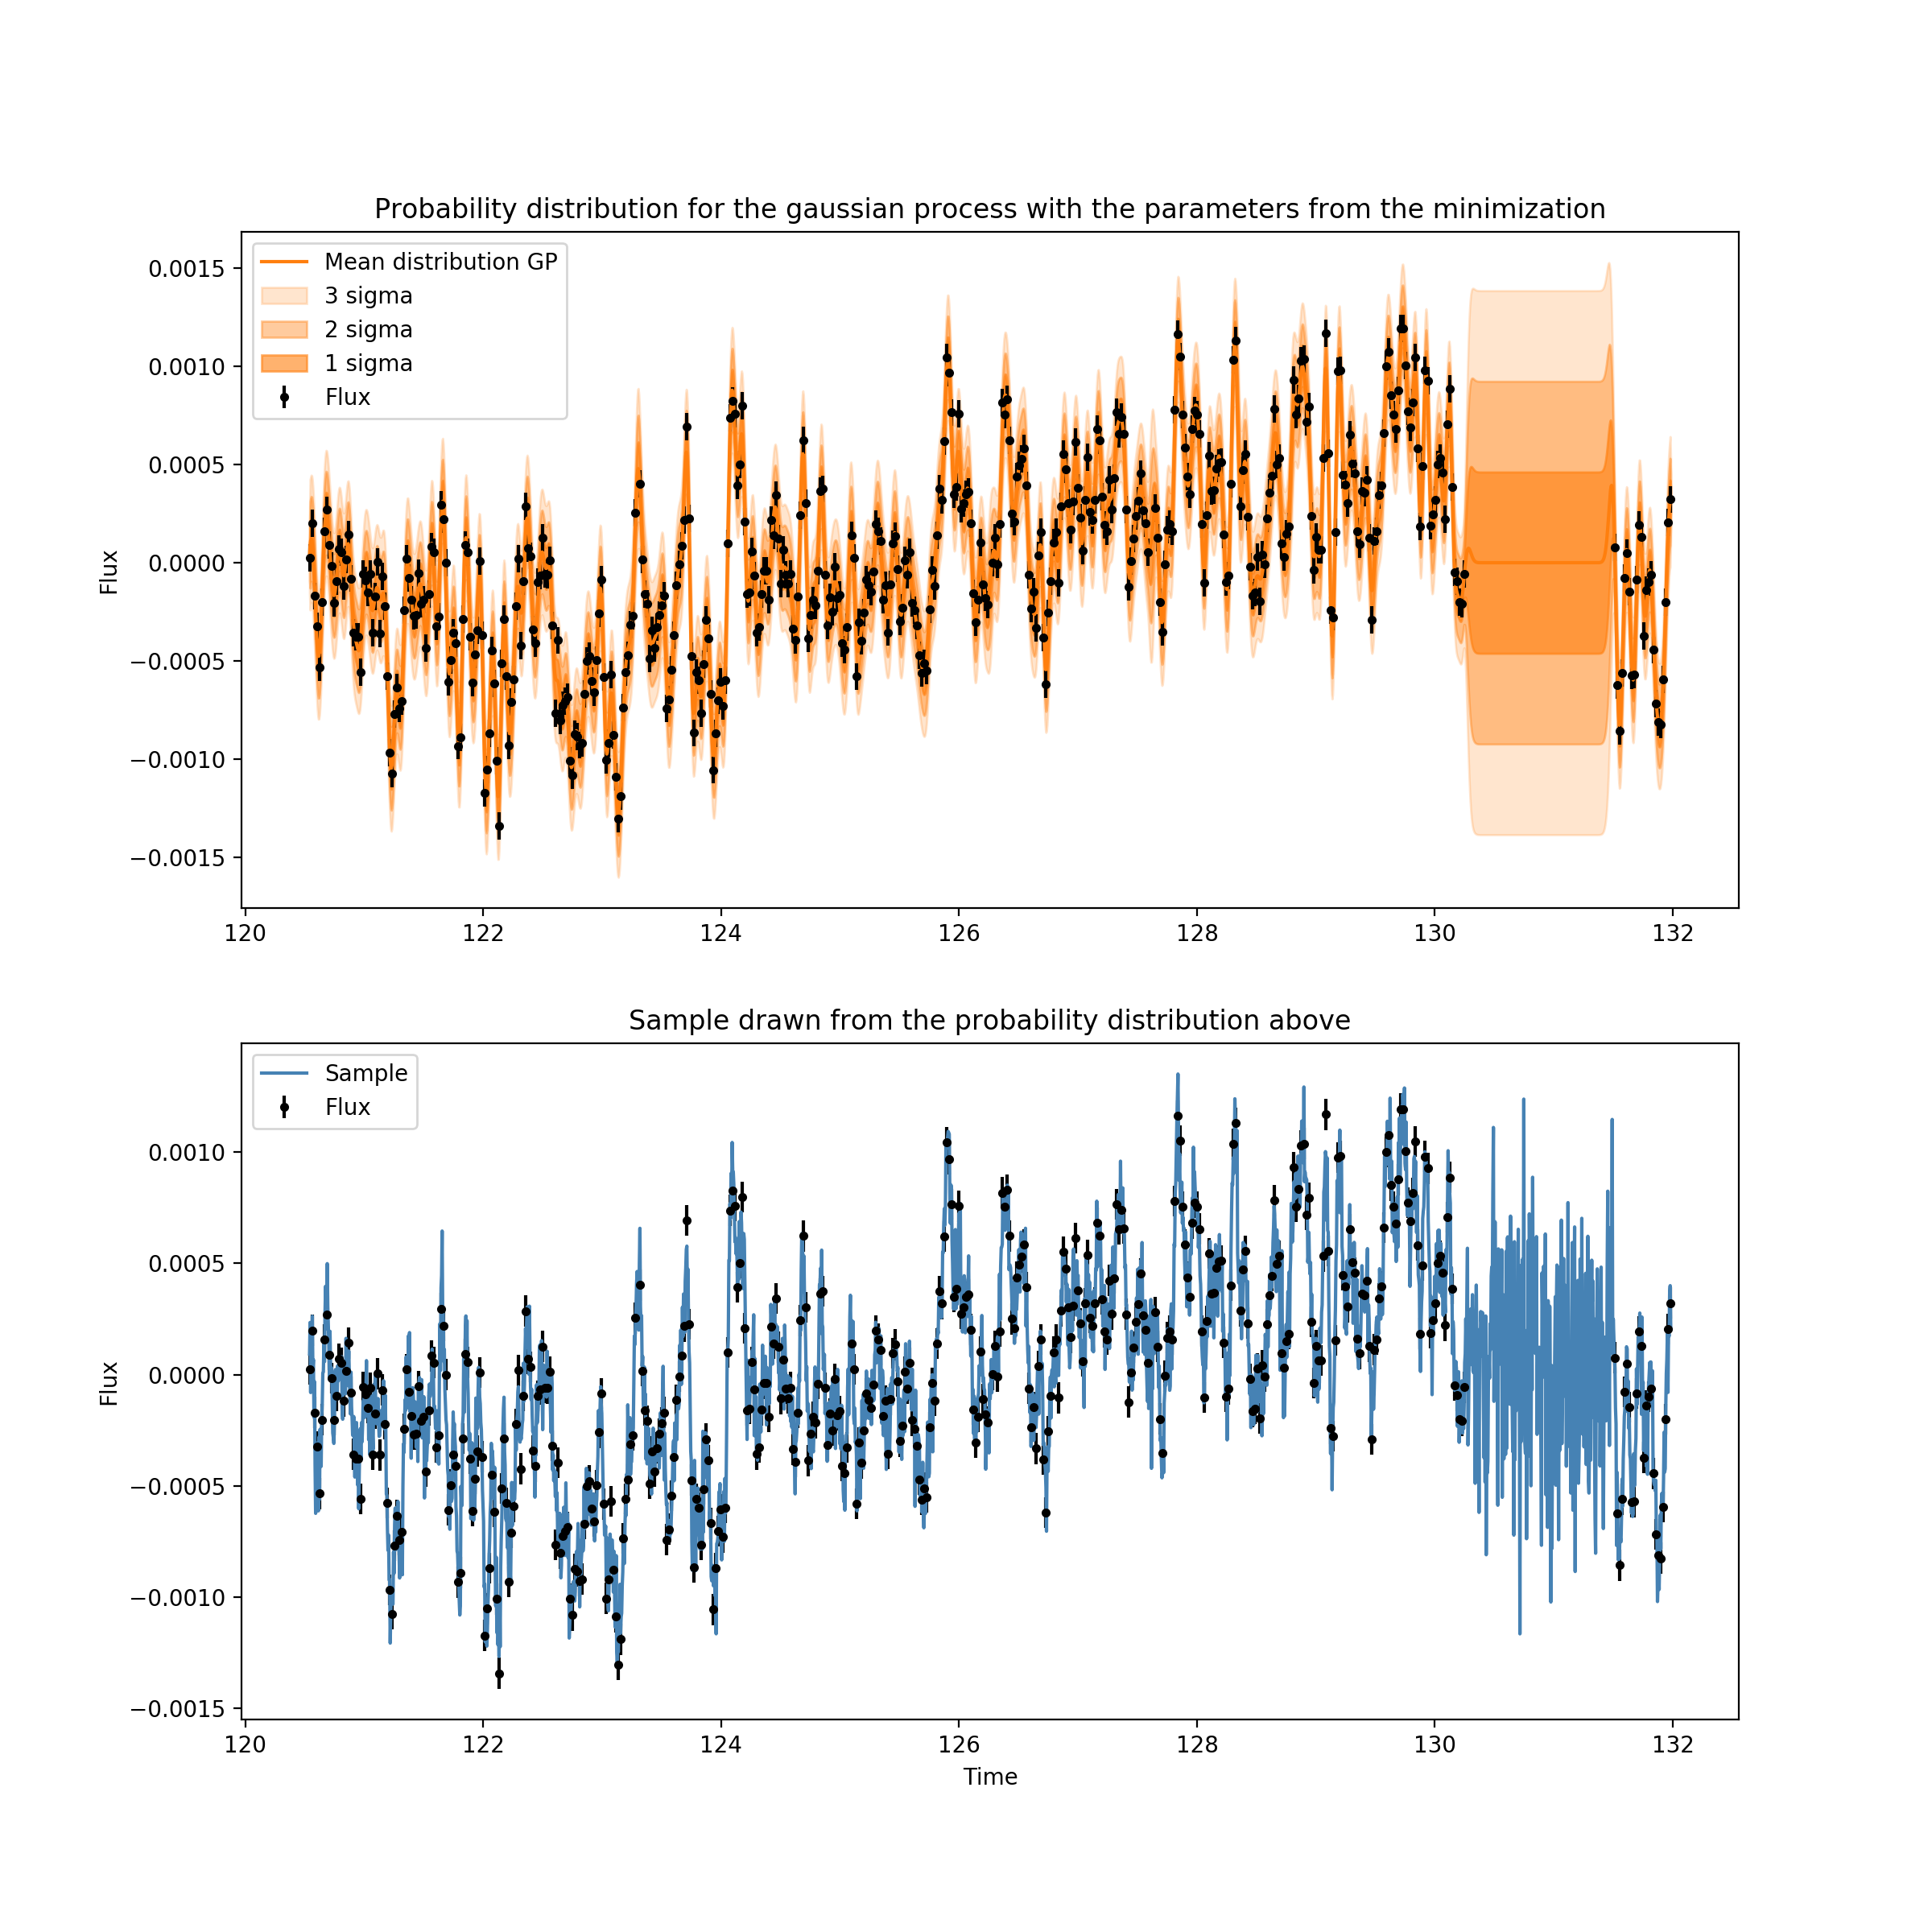 Probability distribution for the gaussian process with the parameters from the minimization
Mean distribution GP
3 sigma
2 sigma
1 sigma
Flux
Flux
0.0015
0.0010
0.0005
0.0000
−0.0005
−0.0010
−0.0015
120 122 124 126 128 130 132
Sample drawn from the probability distribution above
Sample
Flux
Flux
0.0010
0.0005
0.0000
−0.0005
−0.0010
−0.0015
120 122 124 126 128 130 132
Time